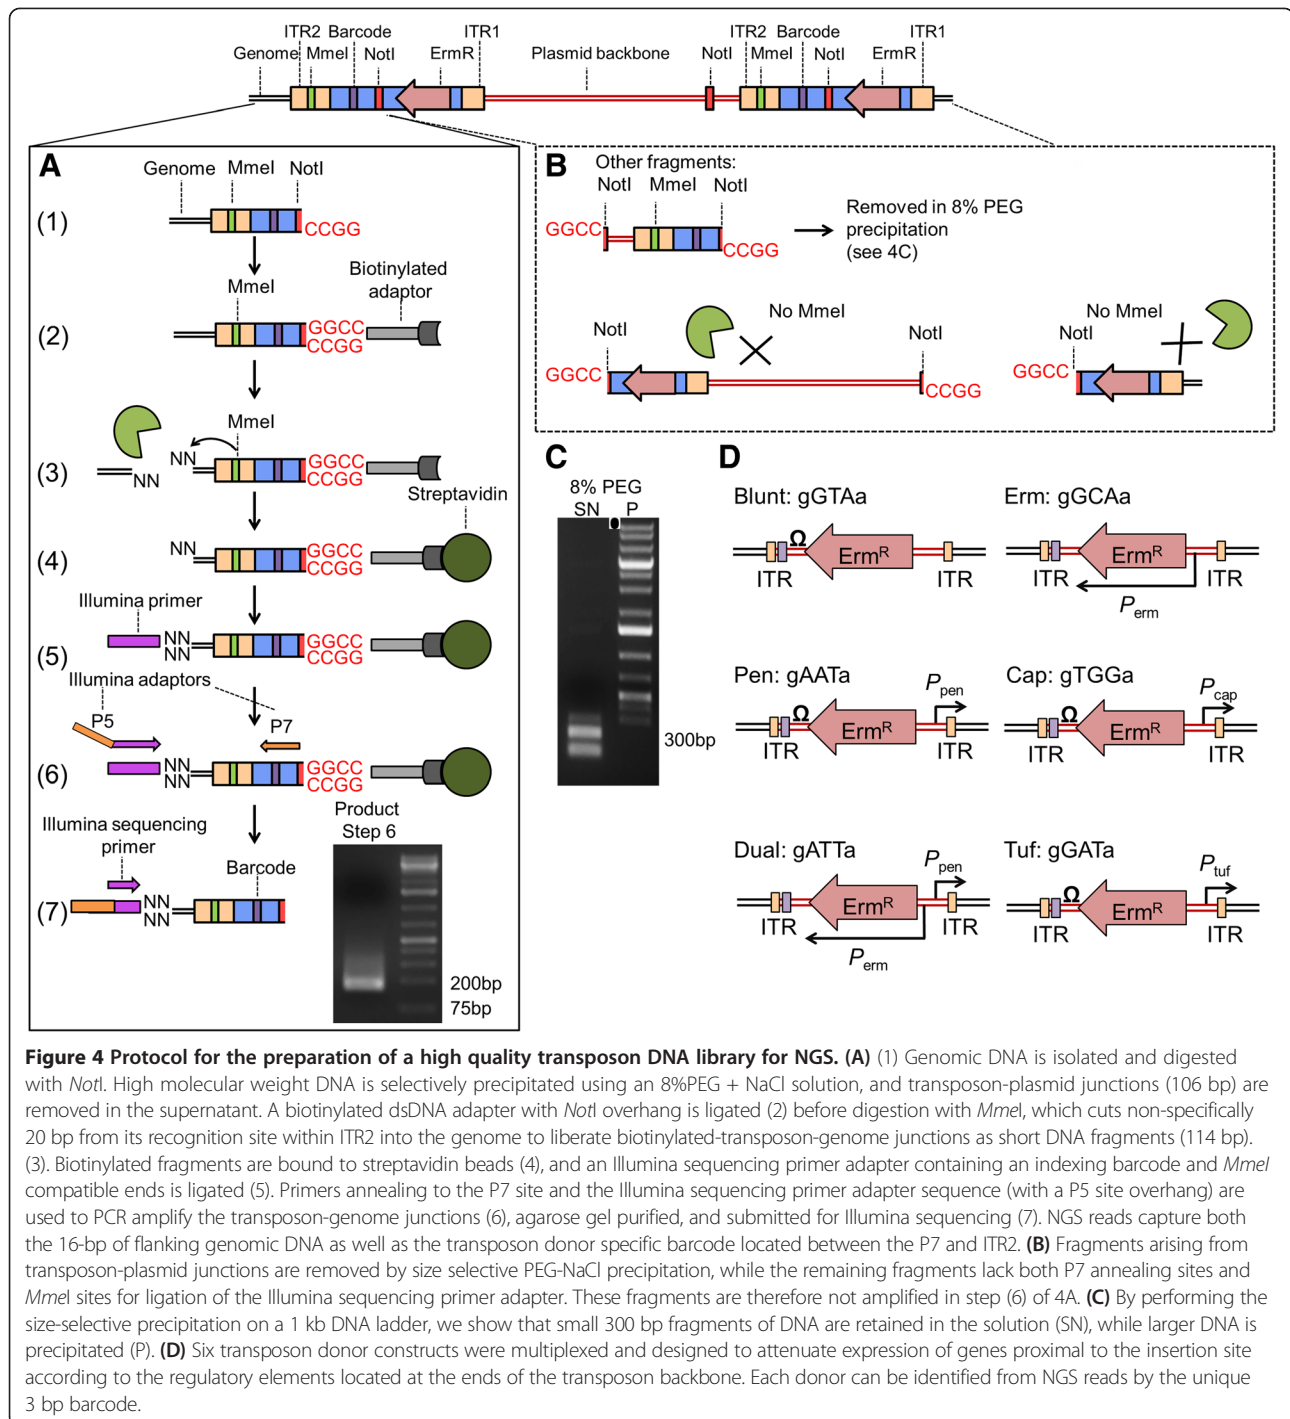 ITR2 Barcode ITR1 ITR2 Barcode ITR1
Genome MmeI NotI ErmR Plasmid backbone NotI MmeI NotI ErmR
A
Genome MmeI NotI
(1)
CCGG
MmeI
Biotinylated
adaptor
(2)
GGCC
CCGG
MmeI
(3)
NN
NN
GGCC
CCGG
Streptavidin
(4)
NN
GGCC
CCGG
Illumina primer
(5)
NN
NN
GGCC
CCGG
Illumina adaptors
P5
P7
(6)
NN
NN
GGCC
CCGG
Product
Step 6
Illumina sequencing
primer
Barcode
(7)
NN
NN
200bp
75bp
B
Other fragments:
NotI MmeI NotI
GGCC
CCGG
Removed in 8% PEG
precipitation
(see 4C)
No MmeI
NotI
NotI
GGCC
CCGG
No MmeI
NotI
GGCC
C
8% PEG
SN P
300bp
D
Blunt: gGTAa
Ω
ErmR
ITR ITR
Erm: gGCAa
ErmR
ITR ITR
Perm
Pen: gAATa
Ppen
Ω
ErmR
ITR ITR
Cap: gTGGa
Pcap
Ω
ErmR
ITR ITR
Dual: gATTa
Ppen
ErmR
ITR ITR
Perm
Tuf: gGATa
Ptuf
Ω
ErmR
ITR ITR
Figure 4 Protocol for the preparation of a high quality transposon DNA library for NGS. (A) (1) Genomic DNA is isolated and digested
with NotI. High molecular weight DNA is selectively precipitated using an 8%PEG + NaCl solution, and transposon-plasmid junctions (106 bp) are
removed in the supernatant. A biotinylated dsDNA adapter with NotI overhang is ligated (2) before digestion with MmeI, which cuts non-specifically
20 bp from its recognition site within ITR2 into the genome to liberate biotinylated-transposon-genome junctions as short DNA fragments (114 bp).
(3). Biotinylated fragments are bound to streptavidin beads (4), and an Illumina sequencing primer adapter containing an indexing barcode and MmeI
compatible ends is ligated (5). Primers annealing to the P7 site and the Illumina sequencing primer adapter sequence (with a P5 site overhang) are
used to PCR amplify the transposon-genome junctions (6), agarose gel purified, and submitted for Illumina sequencing (7). NGS reads capture both
the 16-bp of flanking genomic DNA as well as the transposon donor specific barcode located between the P7 and ITR2. (B) Fragments arising from
transposon-plasmid junctions are removed by size selective PEG-NaCl precipitation, while the remaining fragments lack both P7 annealing sites and
MmeI sites for ligation of the Illumina sequencing primer adapter. These fragments are therefore not amplified in step (6) of 4A. (C) By performing the
size-selective precipitation on a 1 kb DNA ladder, we show that small 300 bp fragments of DNA are retained in the solution (SN), while larger DNA is
precipitated (P). (D) Six transposon donor constructs were multiplexed and designed to attenuate expression of genes proximal to the insertion site
according to the regulatory elements located at the ends of the transposon backbone. Each donor can be identified from NGS reads by the unique
3 bp barcode.